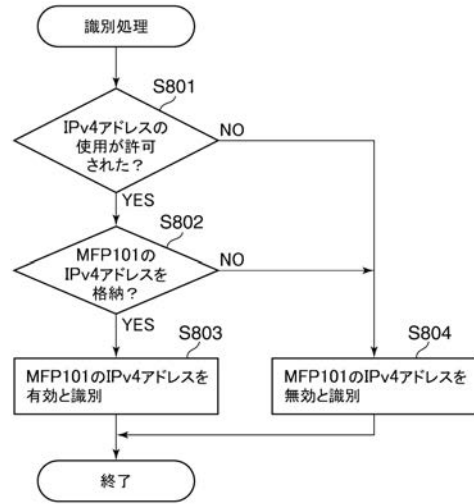 識別処理
S801
IPv4アドレスの
使用が許可
された？
NO
YES
S802
MFP101の
IPv4アドレスを
格納？
NO
YES
S803
MFP101のIPv4アドレスを
有効と識別
S804
MFP101のIPv4アドレスを
無効と識別
終了